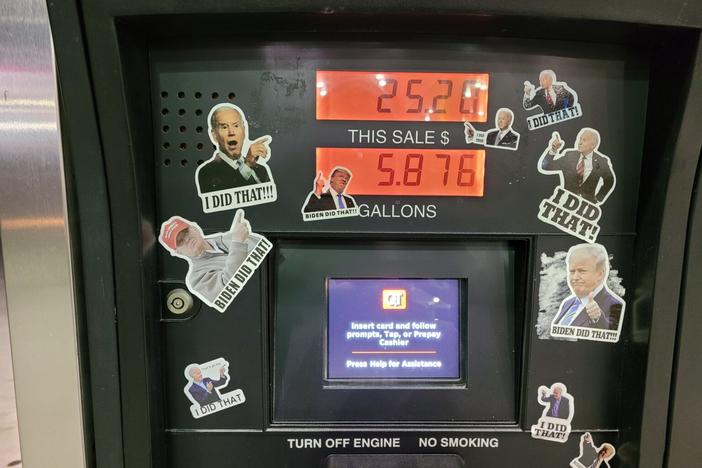 25.26
THIS SALE $
5.876
GALLONS
I DID THAT!!!
BIDEN DID THAT!!
BIDEN DID THAT!
I DID THAT
I DID THAT!
I DID
THAT!
BIDEN DID THAT!!!
I DID
THAT!
QT
Insert card and follow
prompts, Tap, or Prepay
Cashier
Press Help for Assistance
TURN OFF ENGINE NO SMOKING